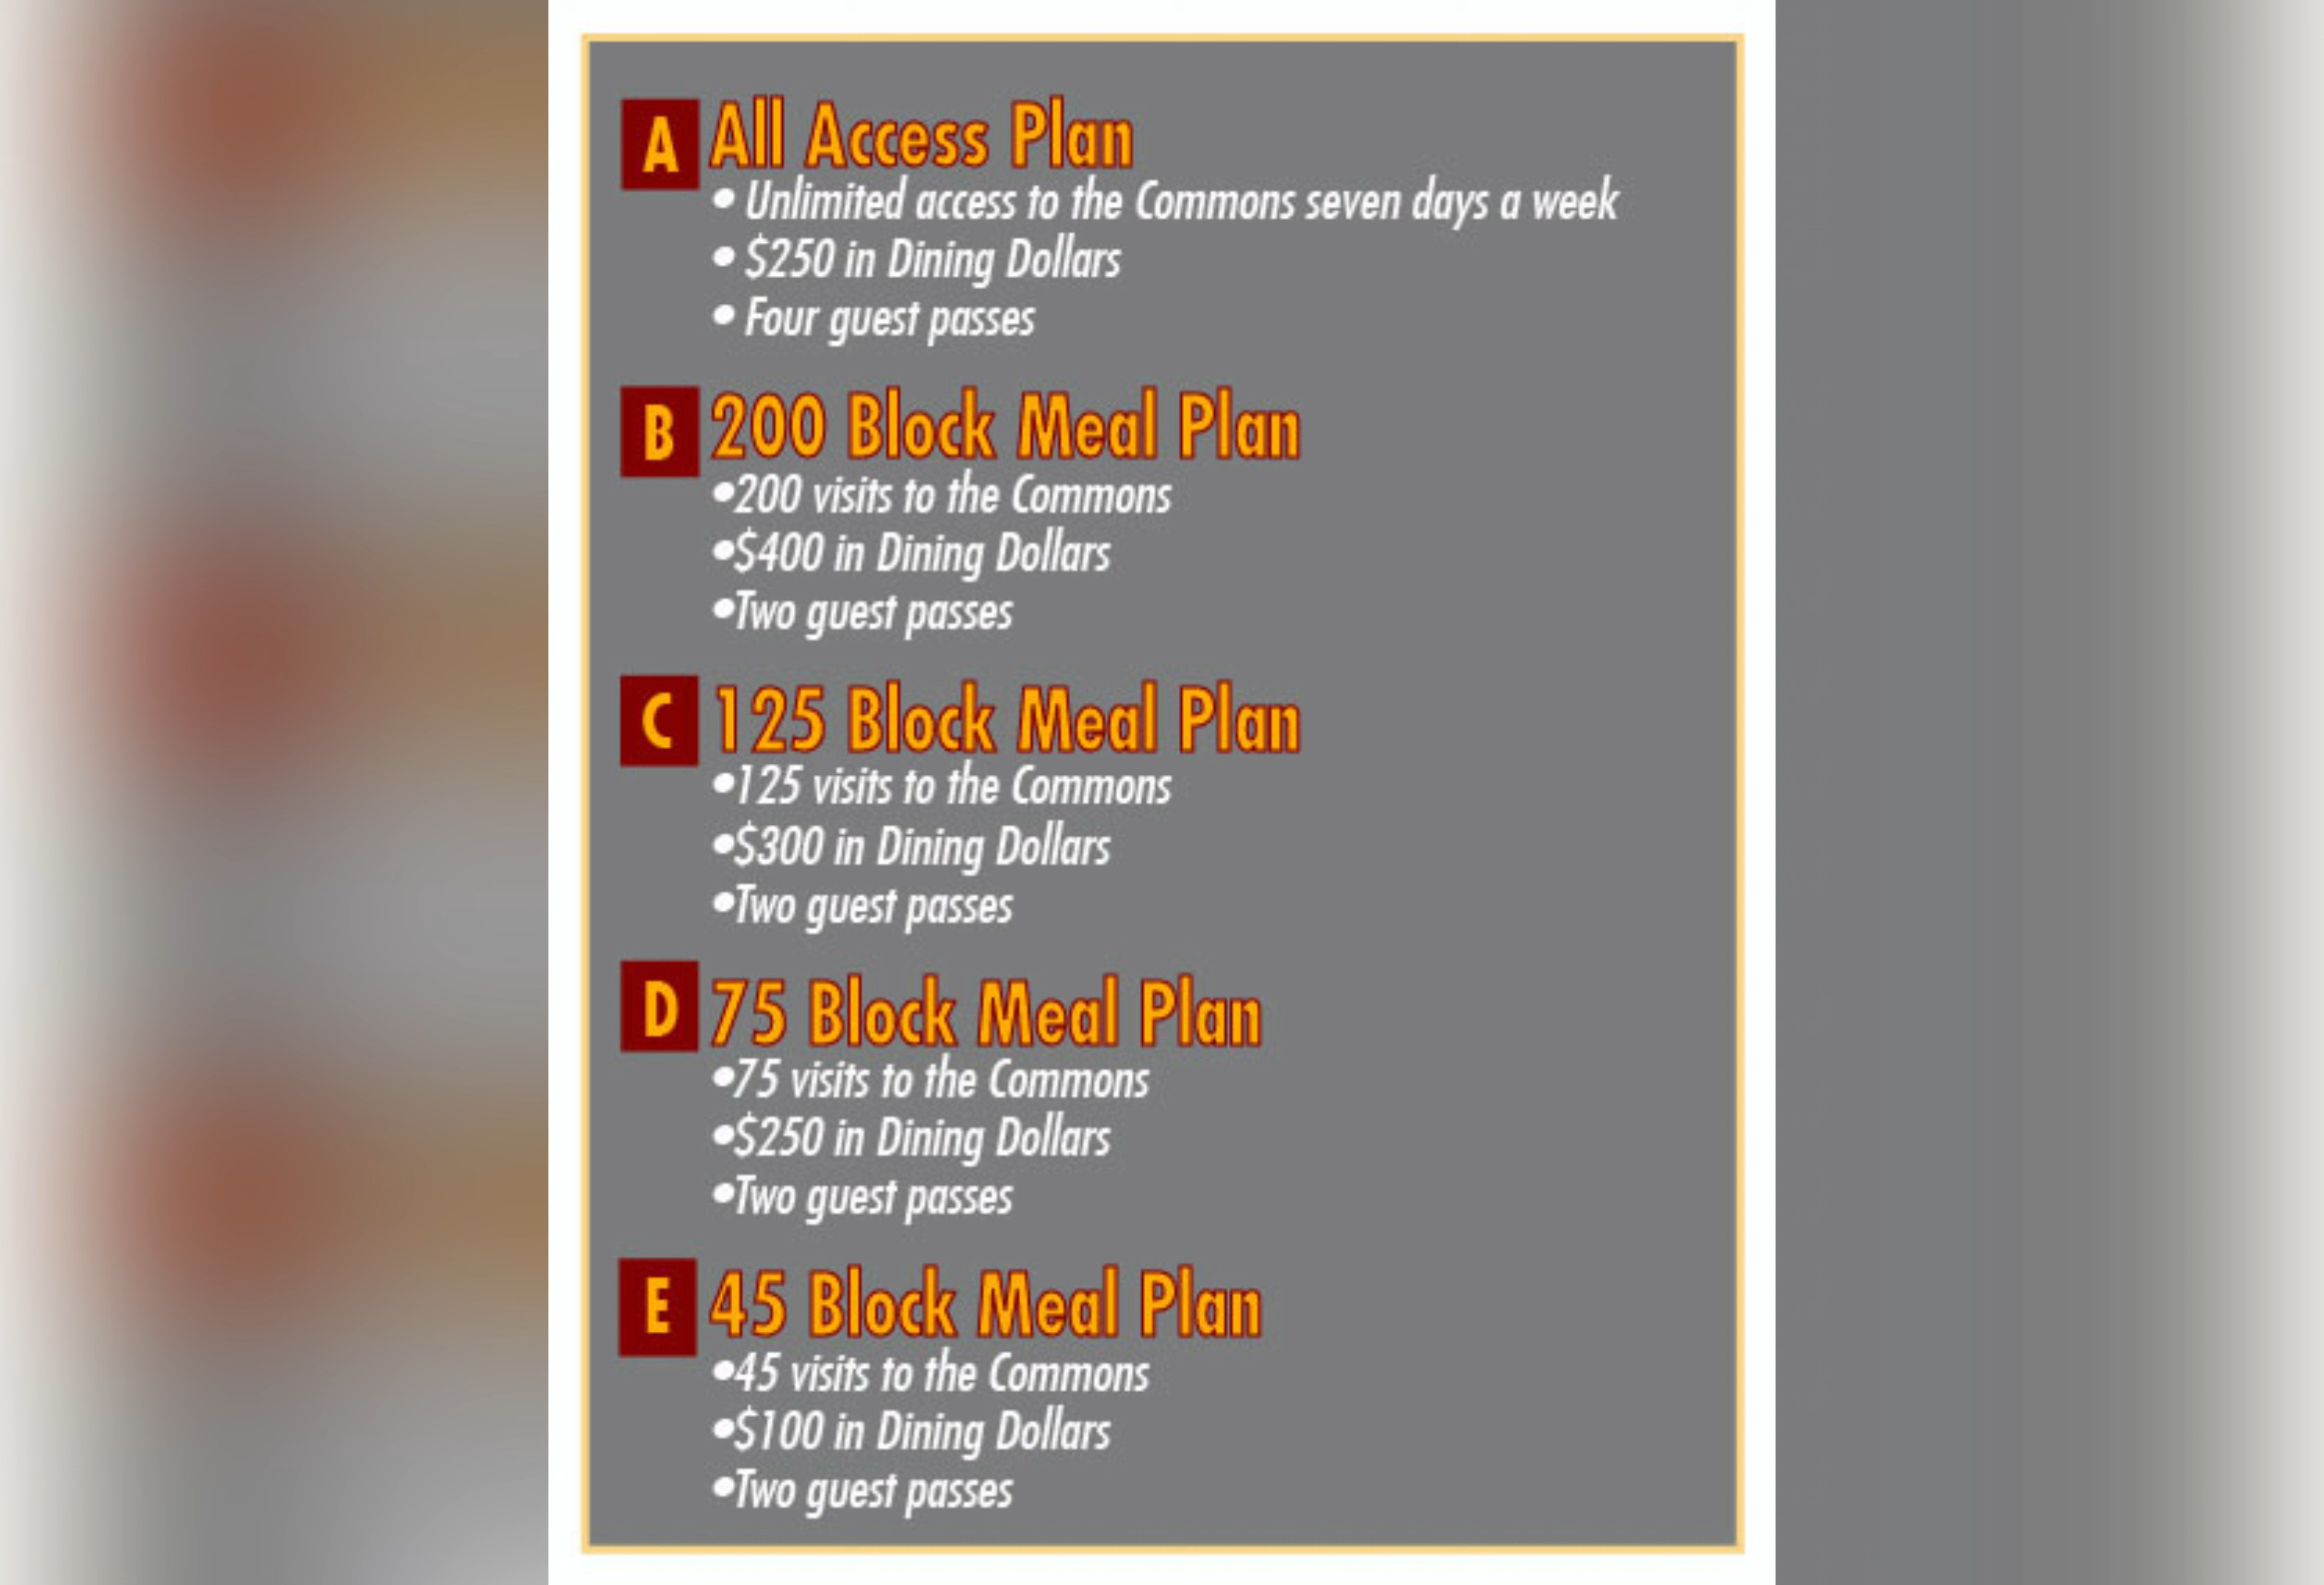 A All Access Plan
• Unlimited access to the Commons seven days a week
• $250 in Dining Dollars
• Four guest passes
B 200 Block Meal Plan
•200 visits to the Commons
•$400 in Dining Dollars
•Two guest passes
C 125 Block Meal Plan
•125 visits to the Commons
•$300 in Dining Dollars
•Two guest passes
D 75 Block Meal Plan
•75 visits to the Commons
•$250 in Dining Dollars
•Two guest passes
E 45 Block Meal Plan
•45 visits to the Commons
•$100 in Dining Dollars
•Two guest passes